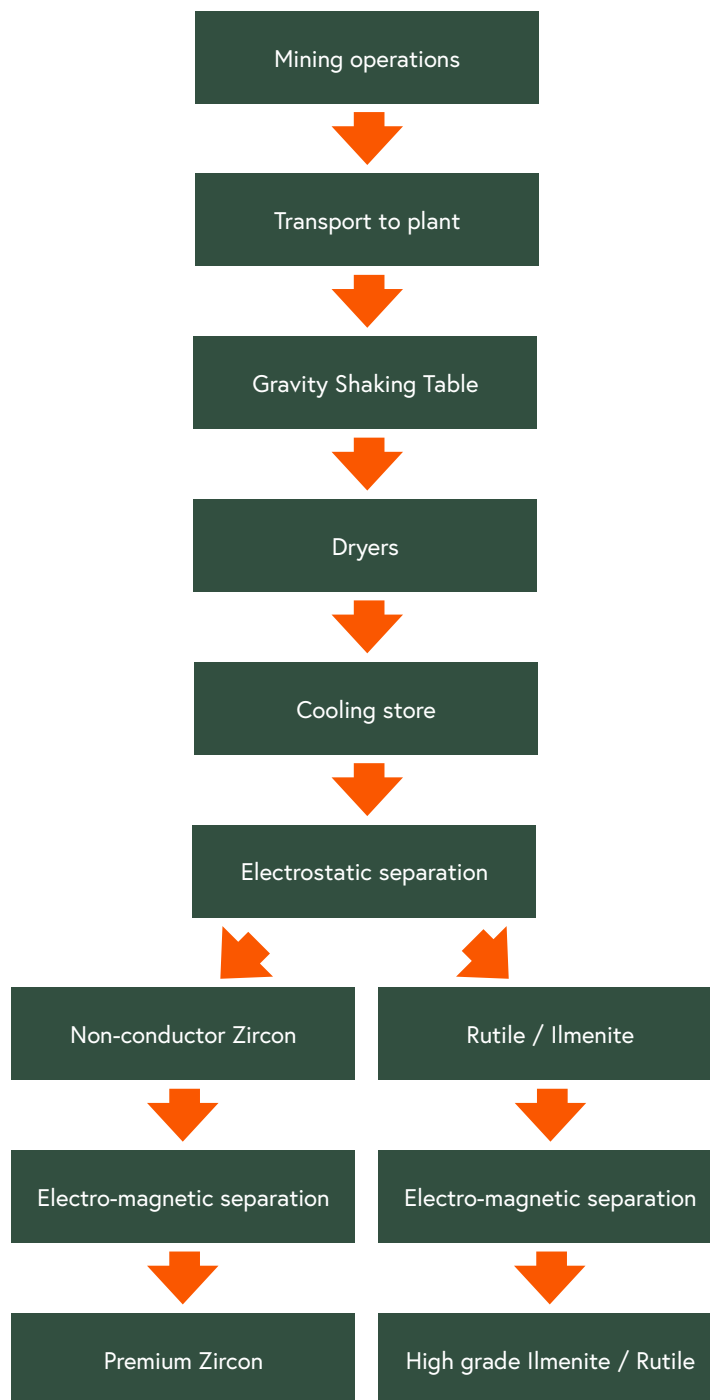 Mining operations
Transport to plant
Gravity Shaking Table
Dryers
Cooling store
Electrostatic separation
Non-conductor Zircon
Rutile / Ilmenite
Electro-magnetic separation
Electro-magnetic separation
Premium Zircon
High grade Ilmenite / Rutile